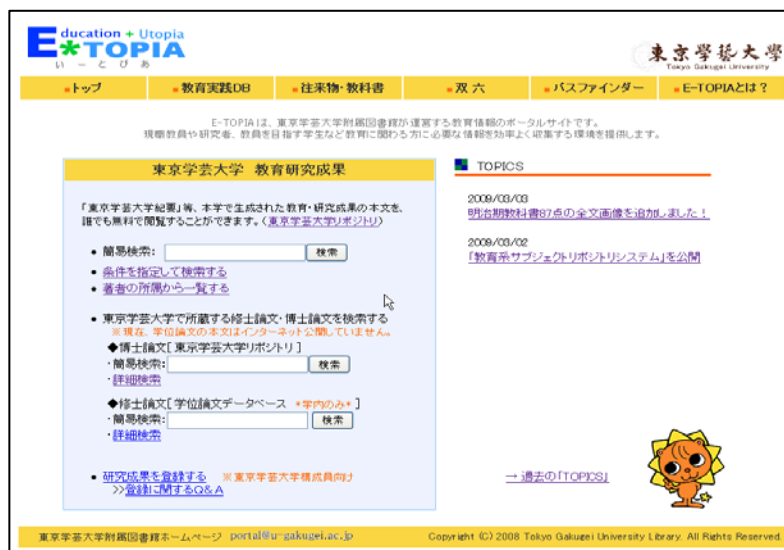 Education + Utopia
E*TOPIA
い － と ぴ あ
東京學藝大學
Tokyo Gakugei University
トップ
教育実践DB
往来物・教科書
双六
パスファインダー
E-TOPIAとは？
E-TOPIAは、東京学芸大学附属図書館が運営する教育情報のポータルサイトです。
現職教員や研究者、教員を目指す学生など教育に関わる方に必要な情報を効率よく収集する環境を提供します。
東京学芸大学 教育研究成果
「東京学芸大学紀要」等、本学で生成された教育・研究成果の本文を、
誰でも無料で閲覧することができます。（東京学芸大学リポジトリ）
• 簡易検索: 検索
• 条件を指定して検索する
• 著者の所属から一覧する
• 東京学芸大学で所蔵する修士論文・博士論文を検索する
※現在、学位論文の本文はインターネット公開していません。
◆博士論文[東京学芸大学リポジトリ]
・簡易検索: 検索
・詳細検索
◆修士論文[学位論文データベース *学内のみ*]
・簡易検索: 検索
・詳細検索
• 研究成果を登録する ※東京学芸大学構成員向け
>>登録に関するQ&A
TOPICS
2009/03/03
明治期教科書87点の全文画像を追加しました！
2009/03/02
「教育系サブジェクトリポジトリシステム」を公開
→ 過去の「TOPICS」
東京学芸大学附属図書館ホームページ portal@u-gakugei.ac.jp
Copyright (C) 2008 Tokyo Gakugei University Library. All Rights Reserved